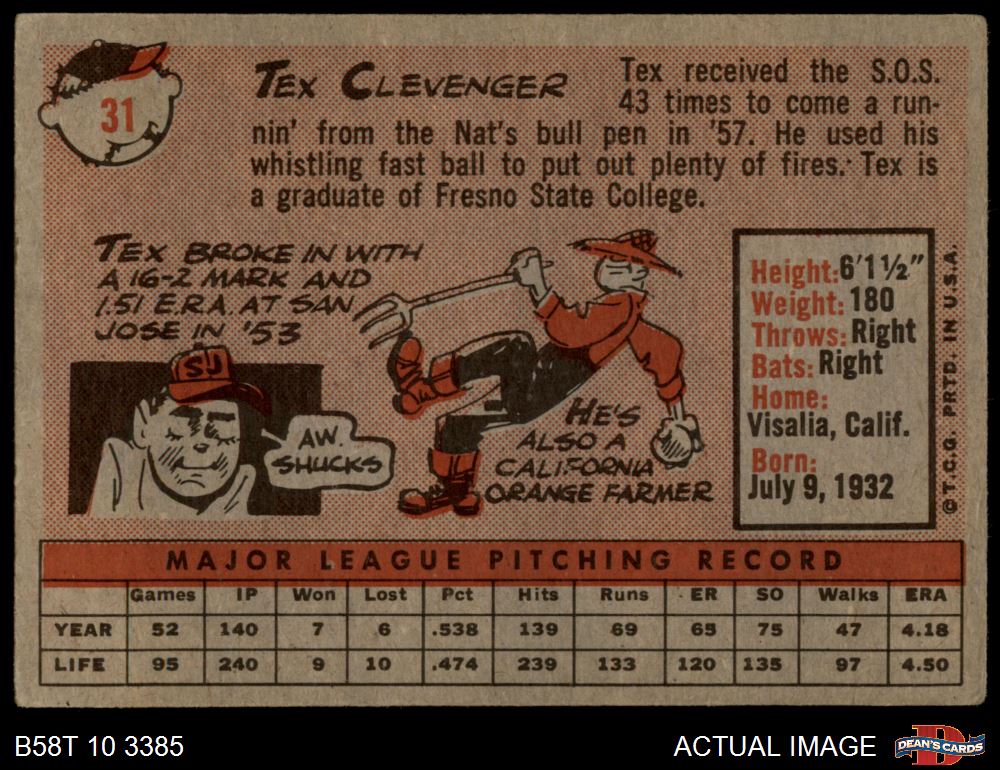 31
TEX CLEVENGER
Tex received the S.O.S.
43 times to come a run-
nin' from the Nat's bull pen in '57. He used his
whistling fast ball to put out plenty of fires. Tex is
a graduate of Fresno State College.
TEX BROKE IN WITH
A 16-2 MARK AND
1.51 E.R.A. AT SAN
JOSE IN '53
SJ
AW.
SHUCKS
HE'S
ALSO A
CALIFORNIA
ORANGE FARMER
Height: 6'1½"
Weight: 180
Throws: Right
Bats: Right
Home:
Visalia, Calif.
Born:
July 9, 1932
©T.C.G. PRTD. IN U.S.A.
MAJOR LEAGUE PITCHING RECORD
Games IP Won Lost Pct Hits Runs ER SO Walks ERA
YEAR 52 140 7 6 .538 139 69 65 75 47 4.18
LIFE 95 240 9 10 .474 239 133 120 135 97 4.50
B58T 10 3385
ACTUAL IMAGE
D
DEAN'S CARDS